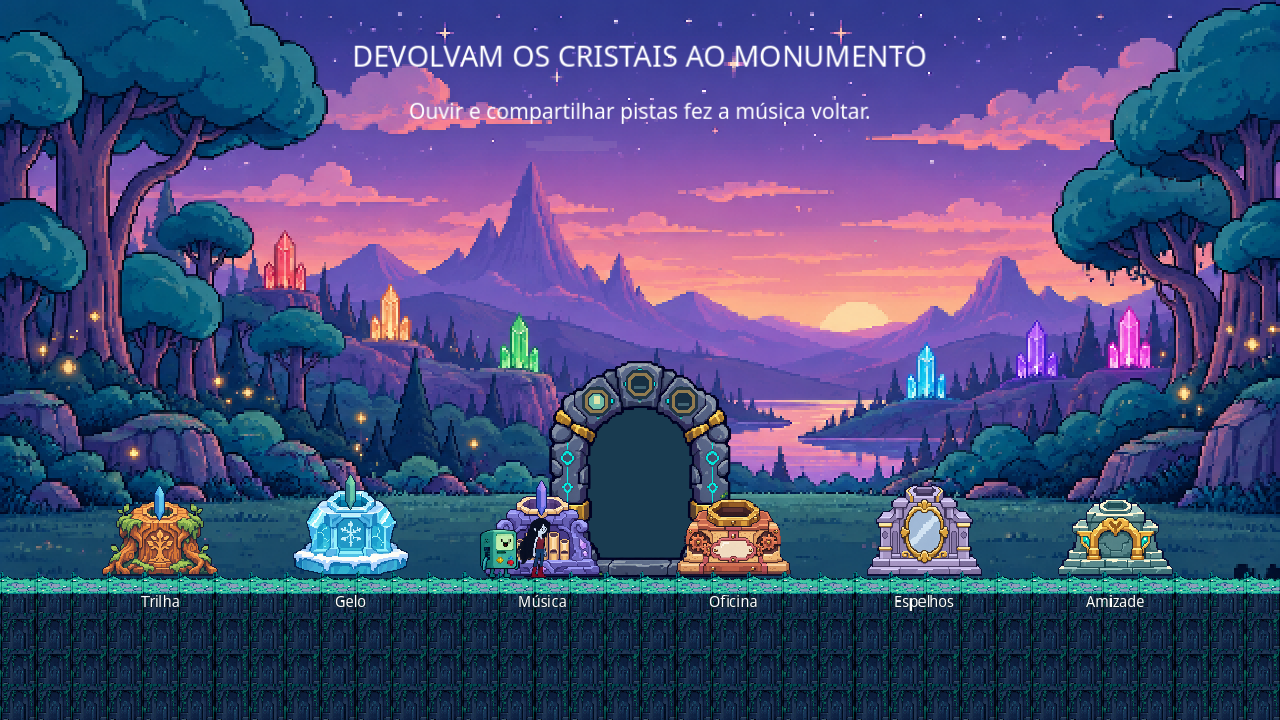 DEVOLVAM OS CRISTAIS AO MONUMENTO
Ouvir e compartilhar pistas fez a música voltar.
Trilha
Gelo
Música
Oficina
Espelhos
Amizade